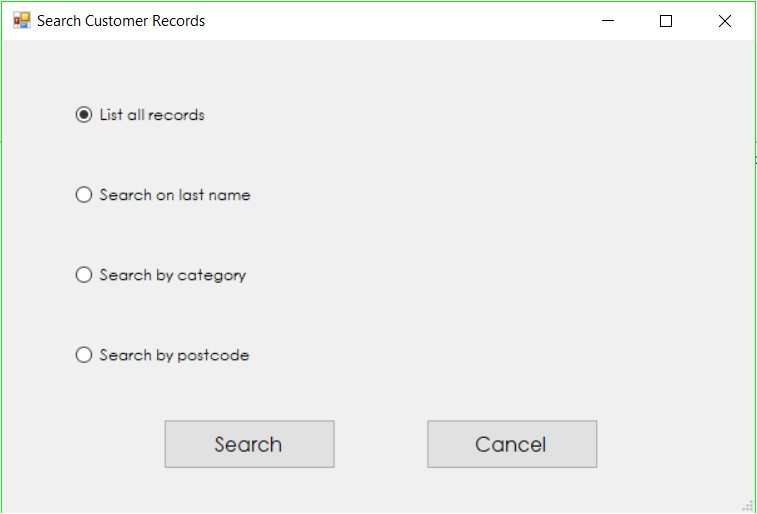 Search Customer Records
List all records
Search on last name
Search by category
Search by postcode
Search Cancel